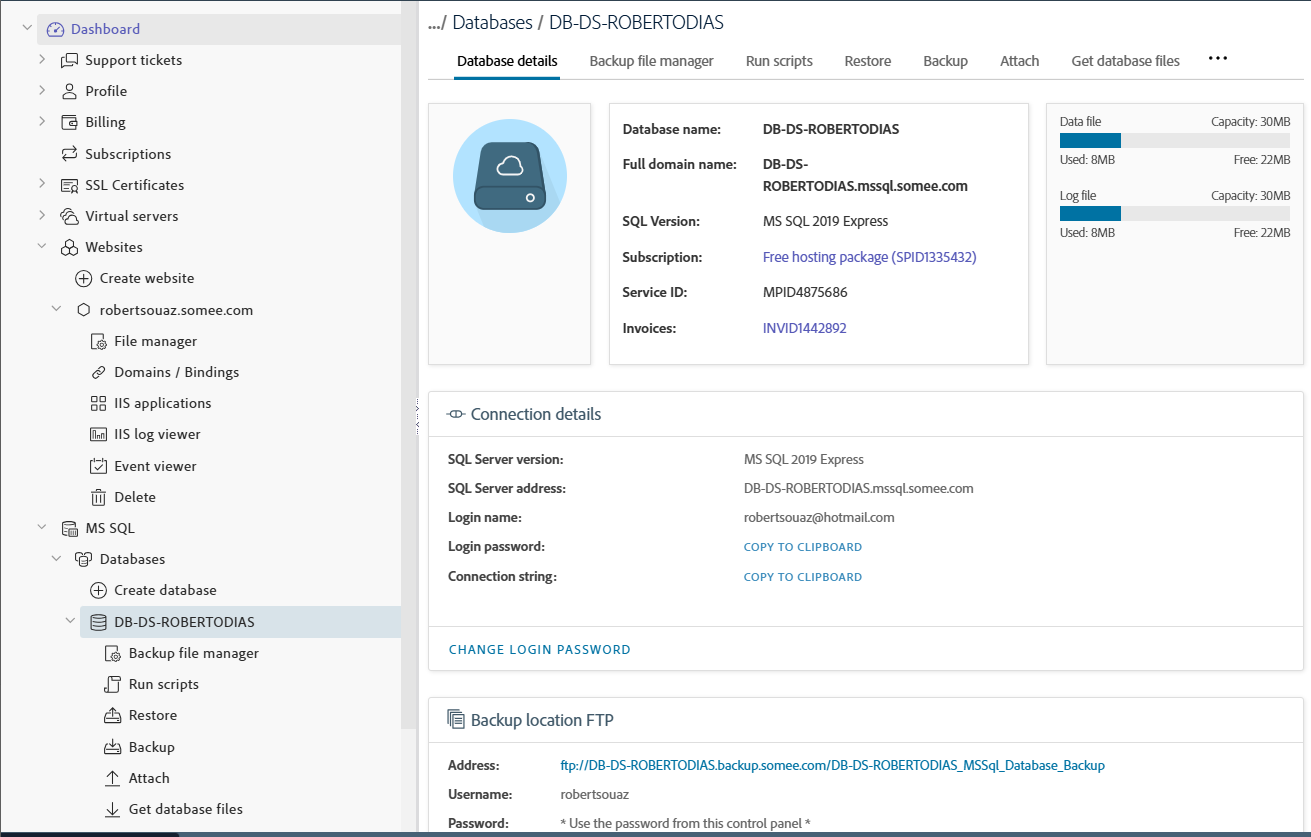 Dashboard
Support tickets
Profile
Billing
Subscriptions
SSL Certificates
Virtual servers
Websites
Create website
robertsouaz.somee.com
File manager
Domains / Bindings
IIS applications
IIS log viewer
Event viewer
Delete
MS SQL
Databases
Create database
DB-DS-ROBERTODIAS
Backup file manager
Run scripts
Restore
Backup
Attach
Get database files
.../ Databases / DB-DS-ROBERTODIAS
Database details Backup file manager Run scripts Restore Backup Attach Get database files ...
Database name: DB-DS-ROBERTODIAS
Full domain name: DB-DS-
ROBERTODIAS.mssql.somee.com
SQL Version: MS SQL 2019 Express
Subscription: Free hosting package (SPID1335432)
Service ID: MPID4875686
Invoices: INVID1442892
Data file Capacity: 30MB
Used: 8MB Free: 22MB
Log file Capacity: 30MB
Used: 8MB Free: 22MB
Connection details
SQL Server version: MS SQL 2019 Express
SQL Server address: DB-DS-ROBERTODIAS.mssql.somee.com
Login name: robertsouaz@hotmail.com
Login password: COPY TO CLIPBOARD
Connection string: COPY TO CLIPBOARD
CHANGE LOGIN PASSWORD
Backup location FTP
Address: ftp://DB-DS-ROBERTODIAS.backup.somee.com/DB-DS-ROBERTODIAS_MSSql_Database_Backup
Username: robertsouaz
Password: * Use the password from this control panel *